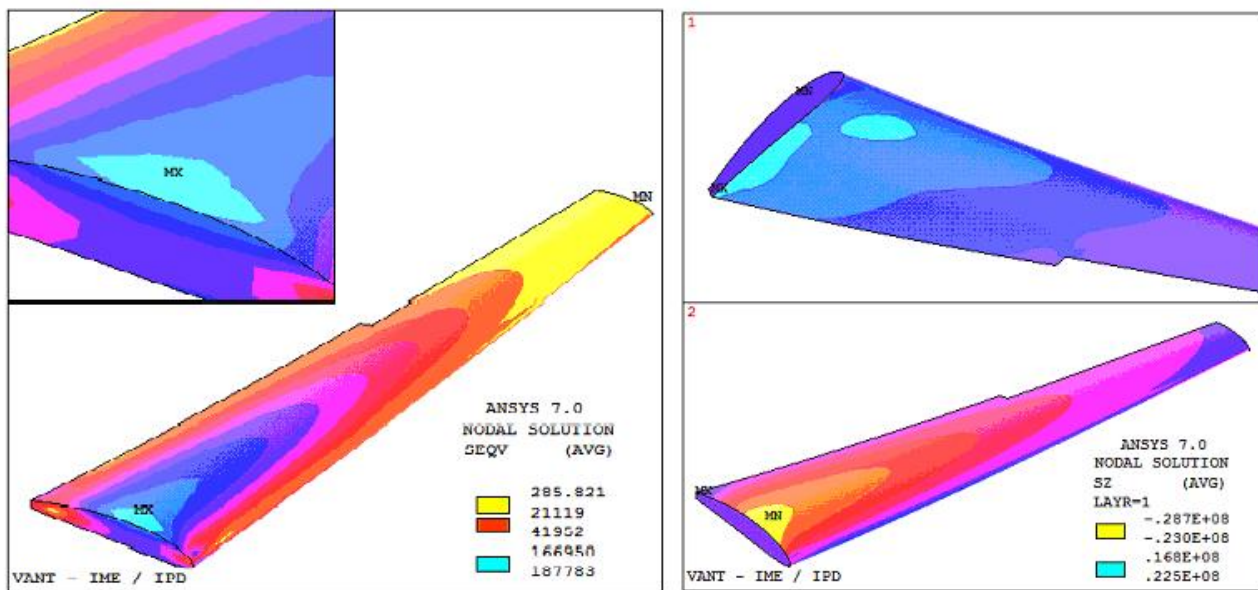 MX
MN
ANSYS 7.0
NODAL SOLUTION
SEQV (AVG)
285.821
21119
41952
166950
187783
MX
VANT - IME / IPD
1
MN
MX
2
ANSYS 7.0
NODAL SOLUTION
SZ (AVG)
LAYR=1
-.287E+08
-.230E+08
.168E+08
.225E+08
MX
MN
VANT - IME / IPD